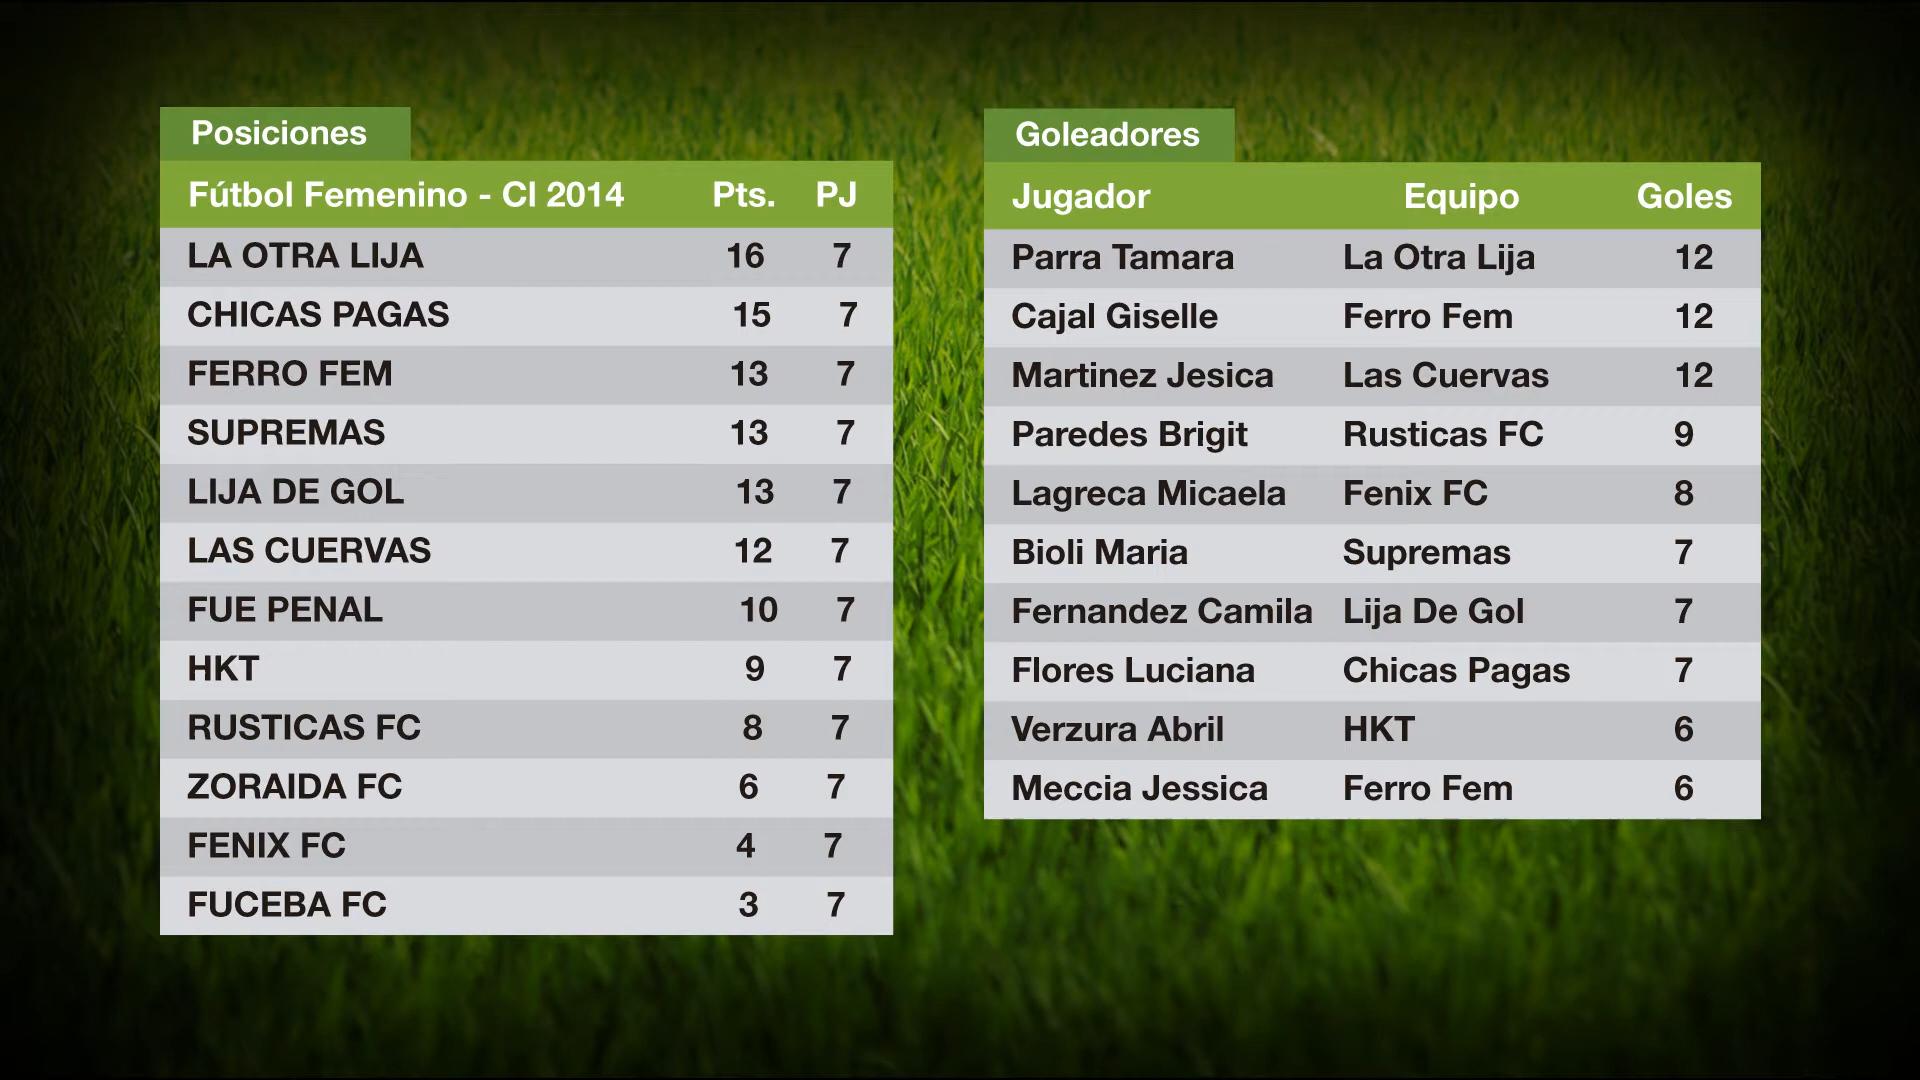 Posiciones
Fútbol Femenino - Cl 2014 Pts. PJ
LA OTRA LIJA 16 7
CHICAS PAGAS 15 7
FERRO FEM 13 7
SUPREMAS 13 7
LIJA DE GOL 13 7
LAS CUERVAS 12 7
FUE PENAL 10 7
HKT 9 7
RUSTICAS FC 8 7
ZORAIDA FC 6 7
FENIX FC 4 7
FUCEBA FC 3 7
Goleadores
Jugador Equipo Goles
Parra Tamara La Otra Lija 12
Cajal Giselle Ferro Fem 12
Martinez Jesica Las Cuervas 12
Paredes Brigit Rusticas FC 9
Lagreca Micaela Fenix FC 8
Bioli Maria Supremas 7
Fernandez Camila Lija De Gol 7
Flores Luciana Chicas Pagas 7
Verzura Abril HKT 6
Meccia Jessica Ferro Fem 6